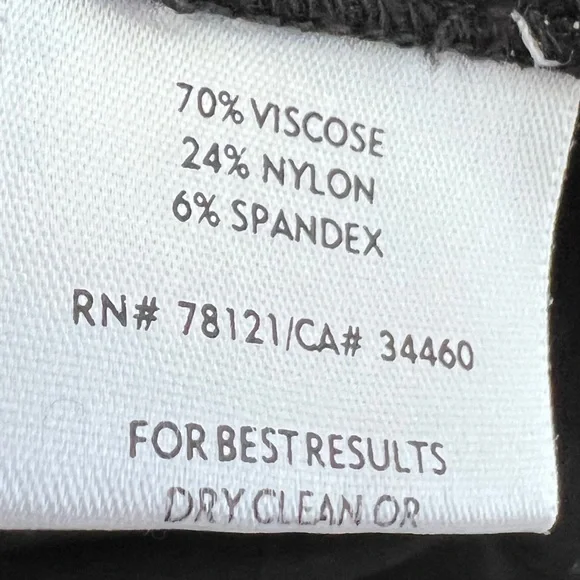 70% VISCOSE
24% NYLON
6% SPANDEX
RN# 78121/CA# 34460
FOR BEST RESULTS
DRY CLEAN OR